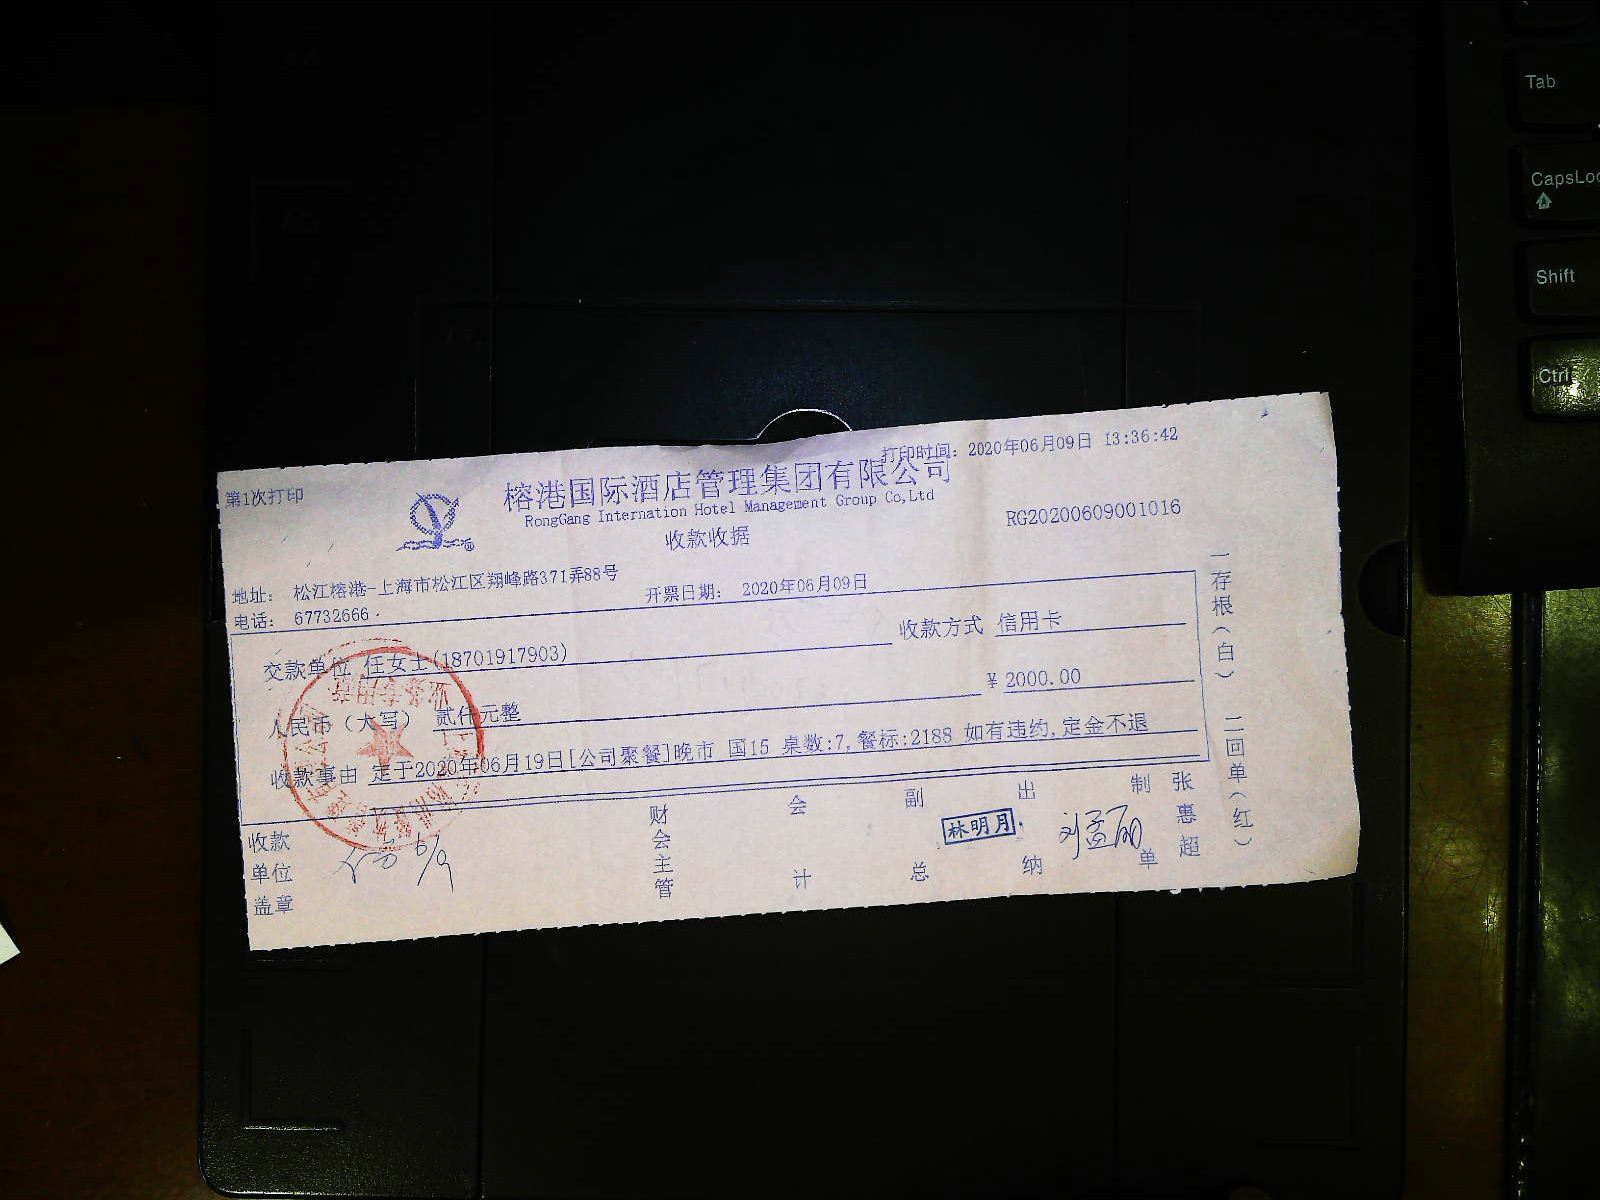 打印时间：2020年06月09日 13:36:42
第1次打印
榕港国际酒店管理集团有限公司
RongGang Internation Hotel Management Group Co,Ltd
收款收据
RG20200609001016
地址： 松江榕港-上海市松江区翔峰路371弄88号
电话： 67732666.
开票日期： 2020年06月09日
交款单位 任女士(18701917903)
收款方式 信用卡
人民币（大写） 贰仟元整
¥ 2000.00
收款事由 定于2020年06月19日[公司聚餐]晚市 国15 桌数:7,餐标:2188 如有违约,定金不退
收款单位盖章
财会主管
会计
副总
出纳
林明月
制单
张惠超
一存根（白） 二回单（红）
Tab
CapsLoc
Shift
Ctrl